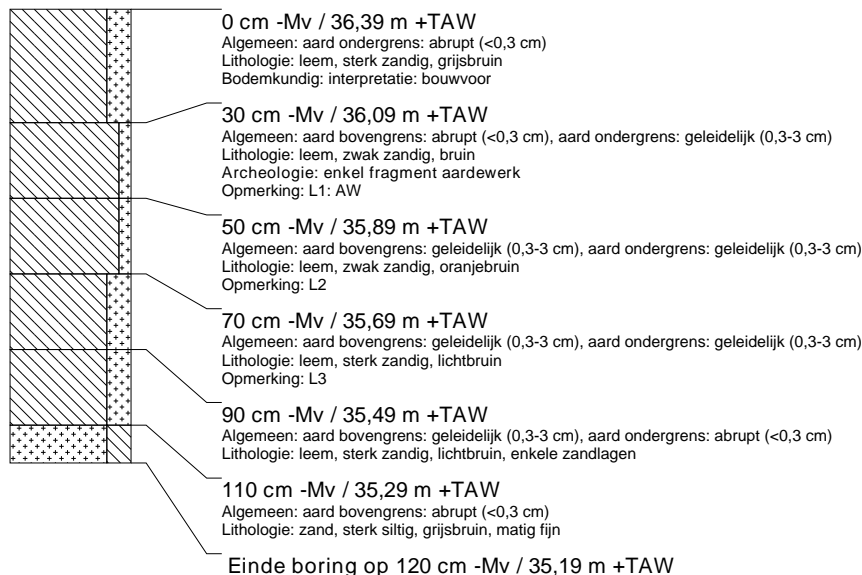 0 cm -Mv / 36,39 m +TAW
Algemeen: aard ondergrens: abrupt (<0,3 cm)
Lithologie: leem, sterk zandig, grijsbruin
Bodemkundig: interpretatie: bouwvoor
30 cm -Mv / 36,09 m +TAW
Algemeen: aard bovengrens: abrupt (<0,3 cm), aard ondergrens: geleidelijk (0,3-3 cm)
Lithologie: leem, zwak zandig, bruin
Archeologie: enkel fragment aardewerk
Opmerking: L1: AW
50 cm -Mv / 35,89 m +TAW
Algemeen: aard bovengrens: geleidelijk (0,3-3 cm), aard ondergrens: geleidelijk (0,3-3 cm)
Lithologie: leem, zwak zandig, oranjebruin
Opmerking: L2
70 cm -Mv / 35,69 m +TAW
Algemeen: aard bovengrens: geleidelijk (0,3-3 cm), aard ondergrens: geleidelijk (0,3-3 cm)
Lithologie: leem, sterk zandig, lichtbruin
Opmerking: L3
90 cm -Mv / 35,49 m +TAW
Algemeen: aard bovengrens: geleidelijk (0,3-3 cm), aard ondergrens: abrupt (<0,3 cm)
Lithologie: leem, sterk zandig, lichtbruin, enkele zandlagen
110 cm -Mv / 35,29 m +TAW
Algemeen: aard bovengrens: abrupt (<0,3 cm)
Lithologie: zand, sterk siltig, grijsbruin, matig fijn
Einde boring op 120 cm -Mv / 35,19 m +TAW